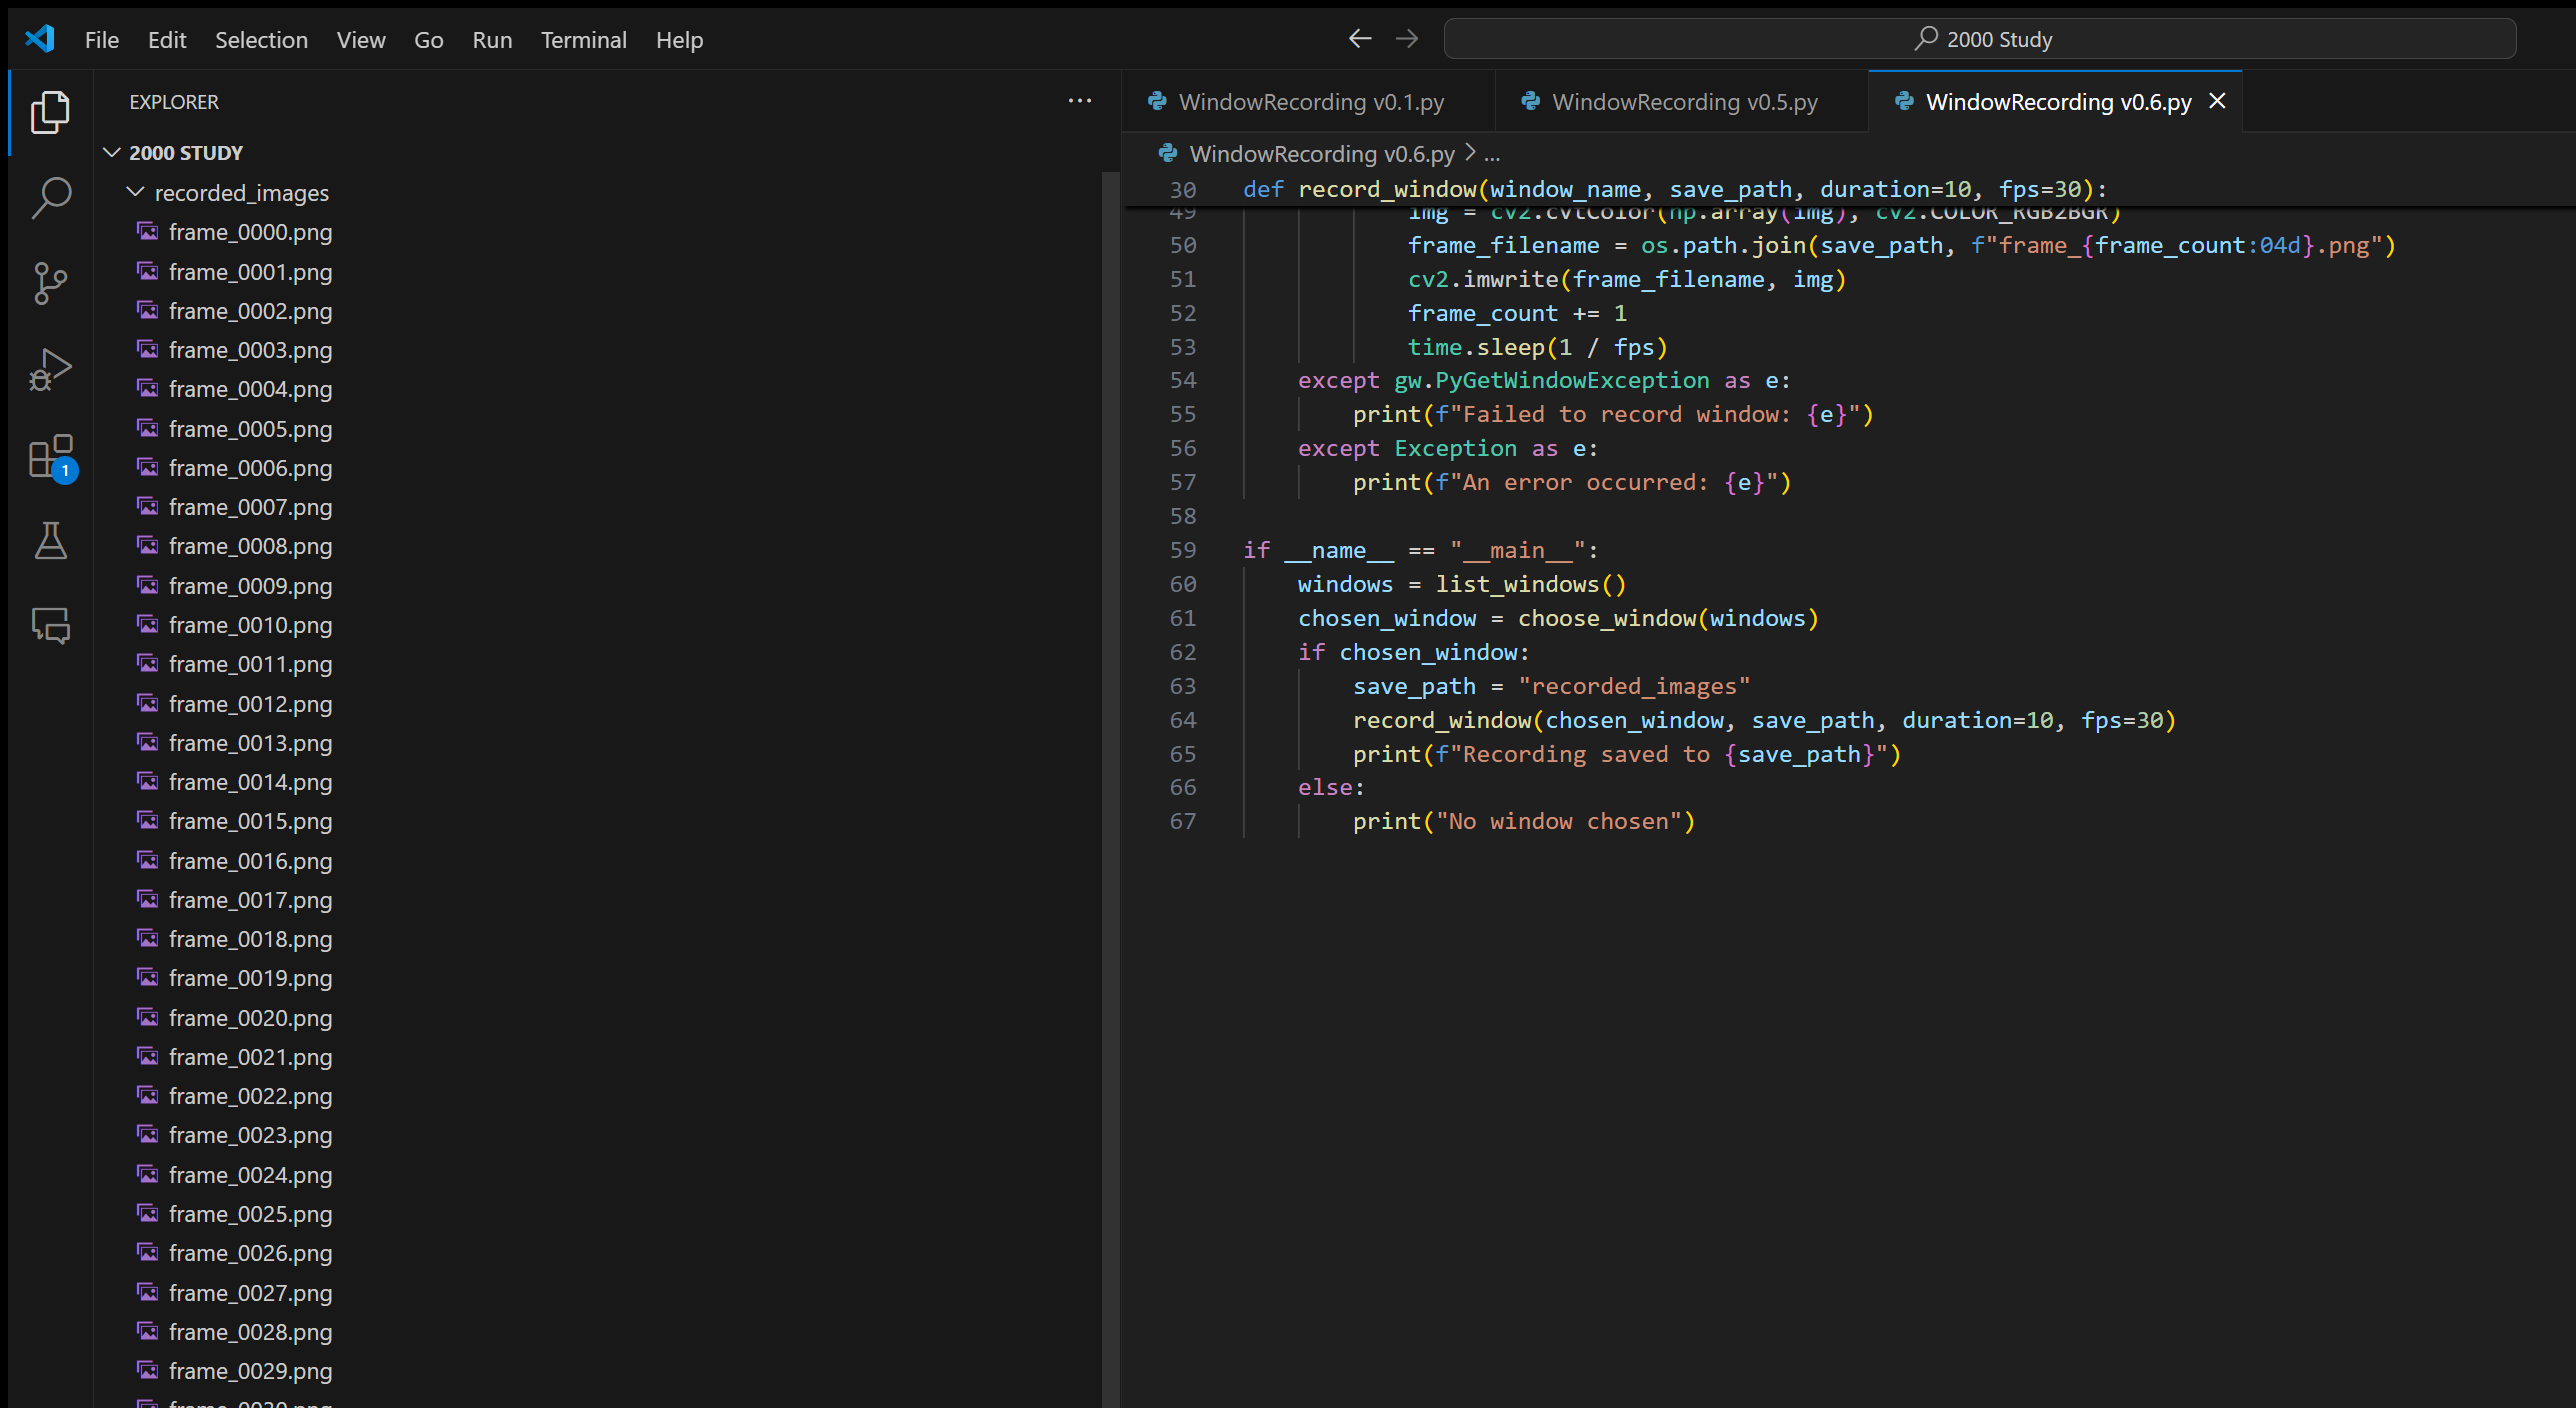 File Edit Selection View Go Run Terminal Help
2000 Study
EXPLORER
2000 STUDY
recorded_images
frame_0000.png
frame_0001.png
frame_0002.png
frame_0003.png
frame_0004.png
frame_0005.png
frame_0006.png
frame_0007.png
frame_0008.png
frame_0009.png
frame_0010.png
frame_0011.png
frame_0012.png
frame_0013.png
frame_0014.png
frame_0015.png
frame_0016.png
frame_0017.png
frame_0018.png
frame_0019.png
frame_0020.png
frame_0021.png
frame_0022.png
frame_0023.png
frame_0024.png
frame_0025.png
frame_0026.png
frame_0027.png
frame_0028.png
frame_0029.png
frame_0030.png
1
WindowRecording v0.1.py WindowRecording v0.5.py WindowRecording v0.6.py
WindowRecording v0.6.py > ...
30 def record_window(window_name, save_path, duration=10, fps=30):
49 img = cv2.cvtColor(np.array(img), cv2.COLOR_RGB2BGR)
50 frame_filename = os.path.join(save_path, f"frame_{frame_count:04d}.png")
51 cv2.imwrite(frame_filename, img)
52 frame_count += 1
53 time.sleep(1 / fps)
54 except gw.PyGetWindowException as e:
55 print(f"Failed to record window: {e}")
56 except Exception as e:
57 print(f"An error occurred: {e}")
58
59 if __name__ == "__main__":
60 windows = list_windows()
61 chosen_window = choose_window(windows)
62 if chosen_window:
63 save_path = "recorded_images"
64 record_window(chosen_window, save_path, duration=10, fps=30)
65 print(f"Recording saved to {save_path}")
66 else:
67 print("No window chosen")